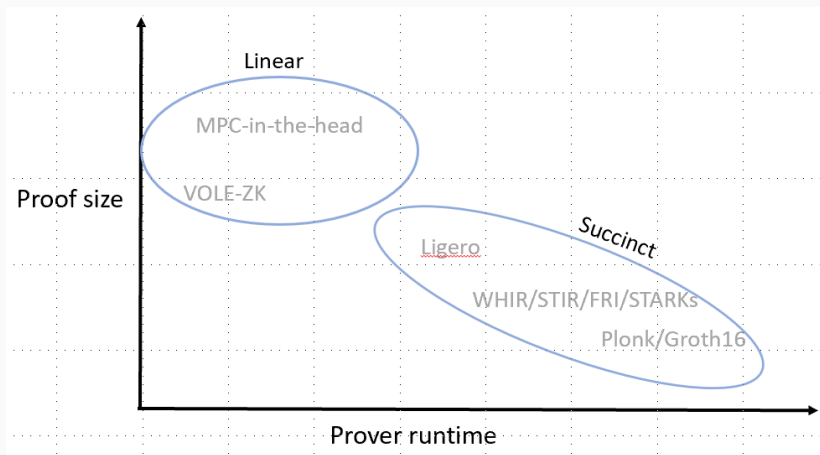 Linear
MPC-in-the-head
VOLE-ZK
Proof size
Succinct
Ligero
WHIR/STIR/FRI/STARKs
Plonk/Groth16
Prover runtime